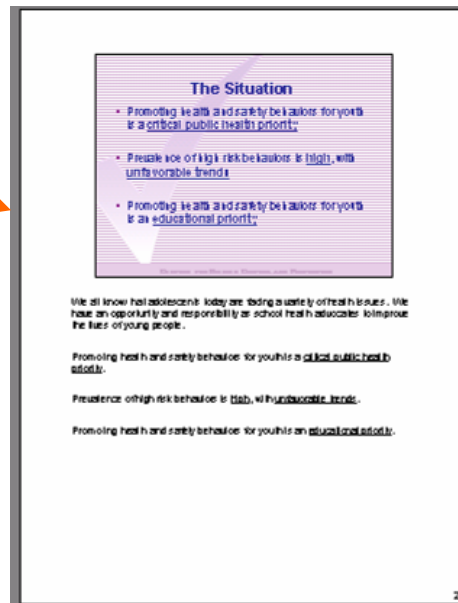 The Situation
• Promoting health and safety behaviors for youth
is a critical public health priority;
• Prevalence of high risk behaviors is high, with
unfavorable trends
• Promoting health and safety behaviors for youth
is an educational priority;
We all know hat adolescents today are facing a variety of health issues. We
have an opportunity and responsibility as school health advocates to improve
the lives of young people.
Promoting health and safety behaviors for youth is a critical public health
priority.
Prevalence of high risk behaviors is high, with unfavorable trends.
Promoting health and safety behaviors for youth is an educational priority.
2